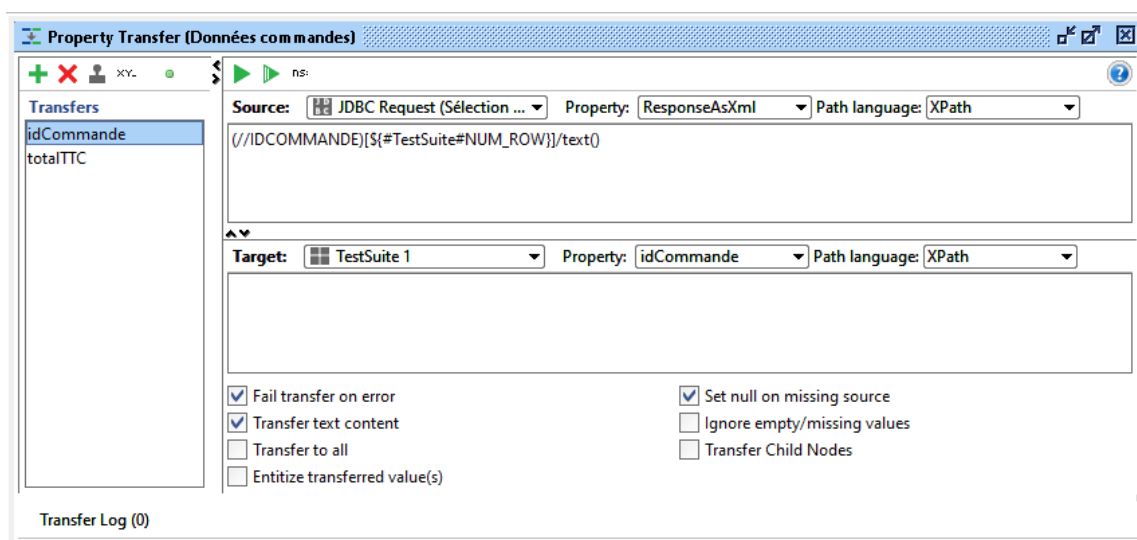 Property Transfer (Données commandes)
XY- ns:
Transfers
idCommande
totalTTC
Source: JDBC Request (Sélection ... Property: ResponseAsXml Path language: XPath
(//IDCOMMANDE)[${#TestSuite#NUM_ROW}]/text()
Target: TestSuite 1 Property: idCommande Path language: XPath
Fail transfer on error Set null on missing source
Transfer text content Ignore empty/missing values
Transfer to all Transfer Child Nodes
Entitize transferred value(s)
Transfer Log (0)